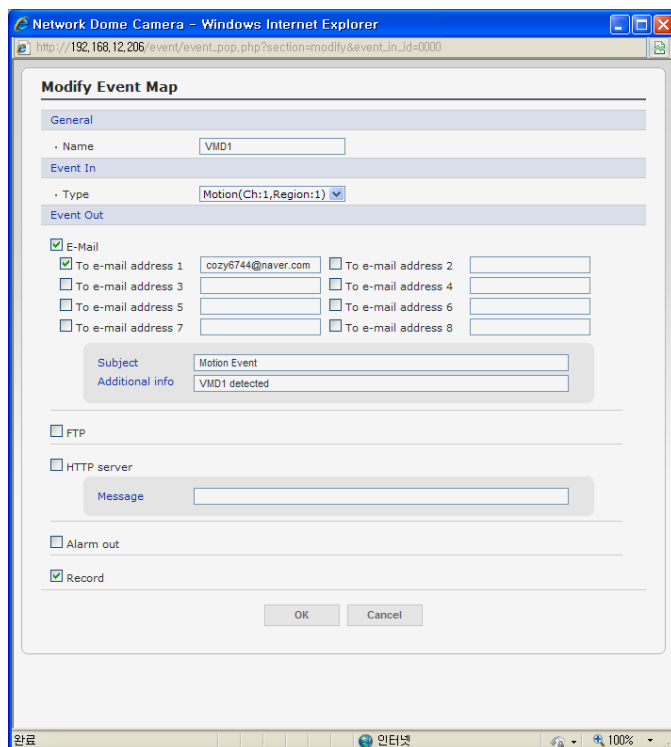 Network Dome Camera - Windows Internet Explorer
http://192,168,12,206/event/event_pop,php?section=modify&event_in_id=0000
Modify Event Map
General
· Name VMD1
Event In
· Type Motion(Ch:1,Region:1)
Event Out
E-Mail
To e-mail address 1 cozy6744@naver.com To e-mail address 2
To e-mail address 3 To e-mail address 4
To e-mail address 5 To e-mail address 6
To e-mail address 7 To e-mail address 8
Subject Motion Event
Additional info VMD1 detected
FTP
HTTP server
Message
Alarm out
Record
OK Cancel
완료 인터넷 100%